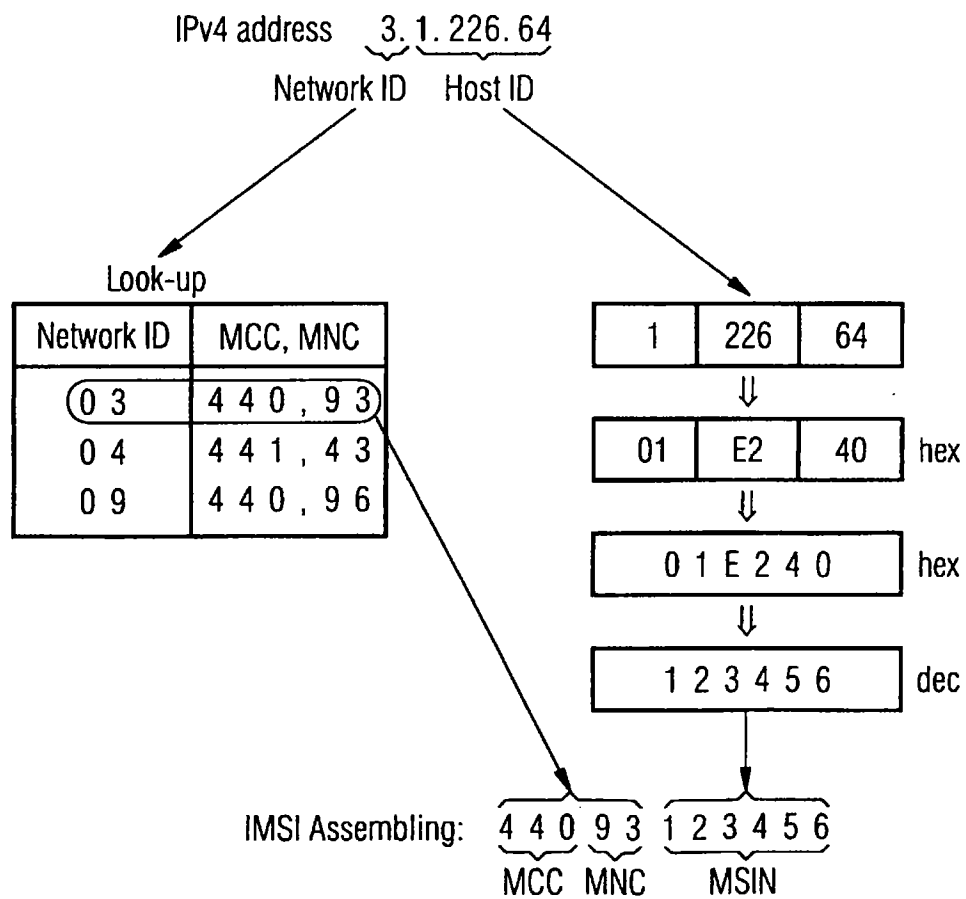 IPv4 address 3. 1. 226. 64
Network ID Host ID
Look-up
Network ID MCC, MNC
0 3 4 4 0 , 9 3
0 4 4 4 1 , 4 3
0 9 4 4 0 , 9 6
1 226 64
⇓
01 E2 40 hex
⇓
0 1 E 2 4 0 hex
⇓
1 2 3 4 5 6 dec
IMSI Assembling: 4 4 0 9 3 1 2 3 4 5 6
MCC MNC MSIN